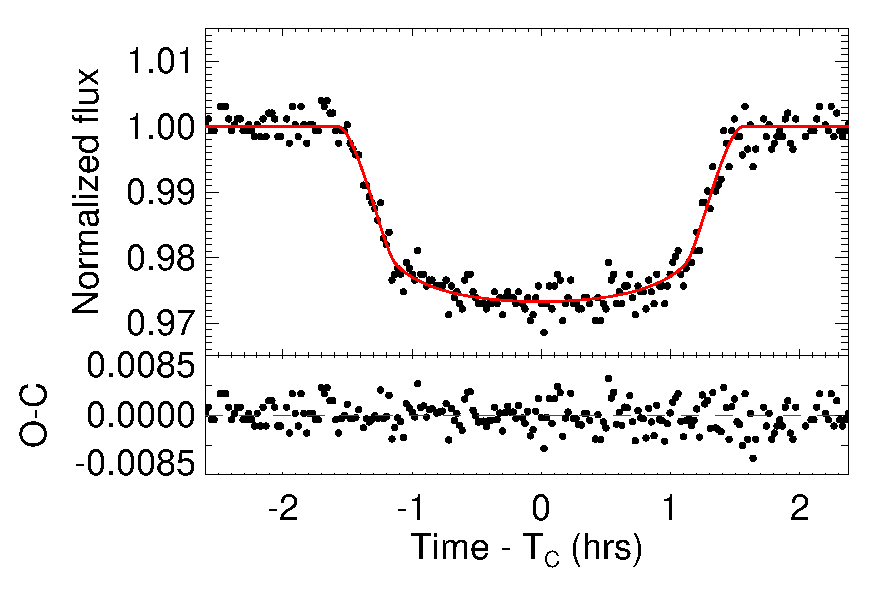 Normalized flux
1.01
1.00
0.99
0.98
0.97
O-C
0.0085
0.0000
-0.0085
-2 -1 0 1 2
Time - T_C (hrs)